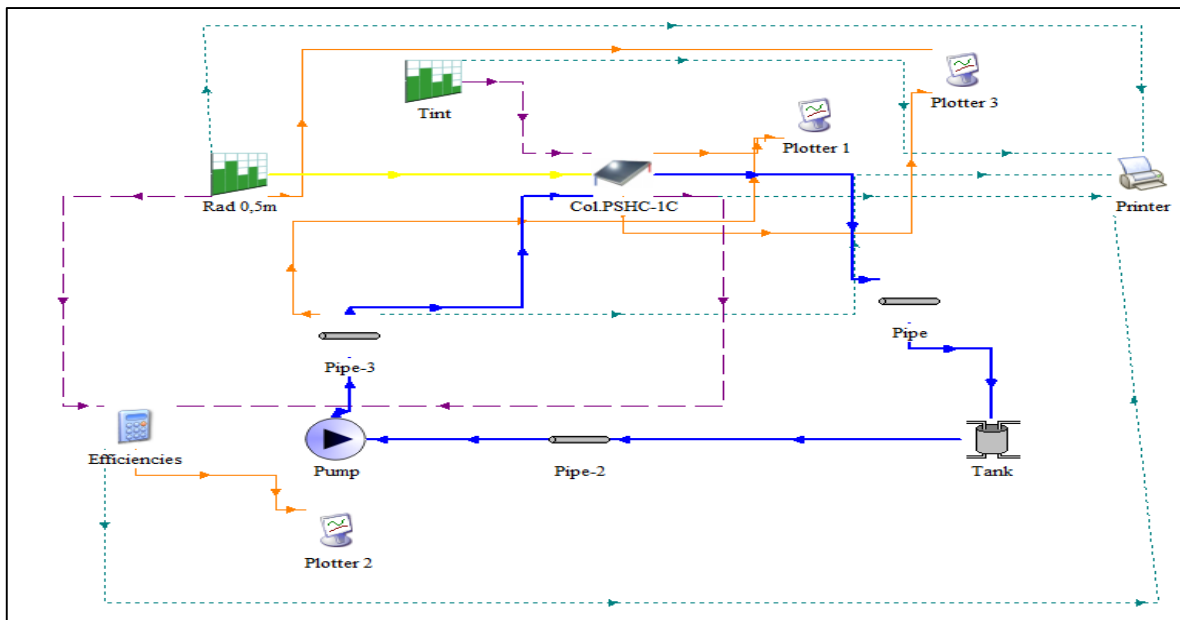 Plotter 3
Tint
Plotter 1
Rad 0,5m
Col.PSHC-1C
Printer
Pipe
Pipe-3
Efficiencies
Pump
Pipe-2
Tank
Plotter 2